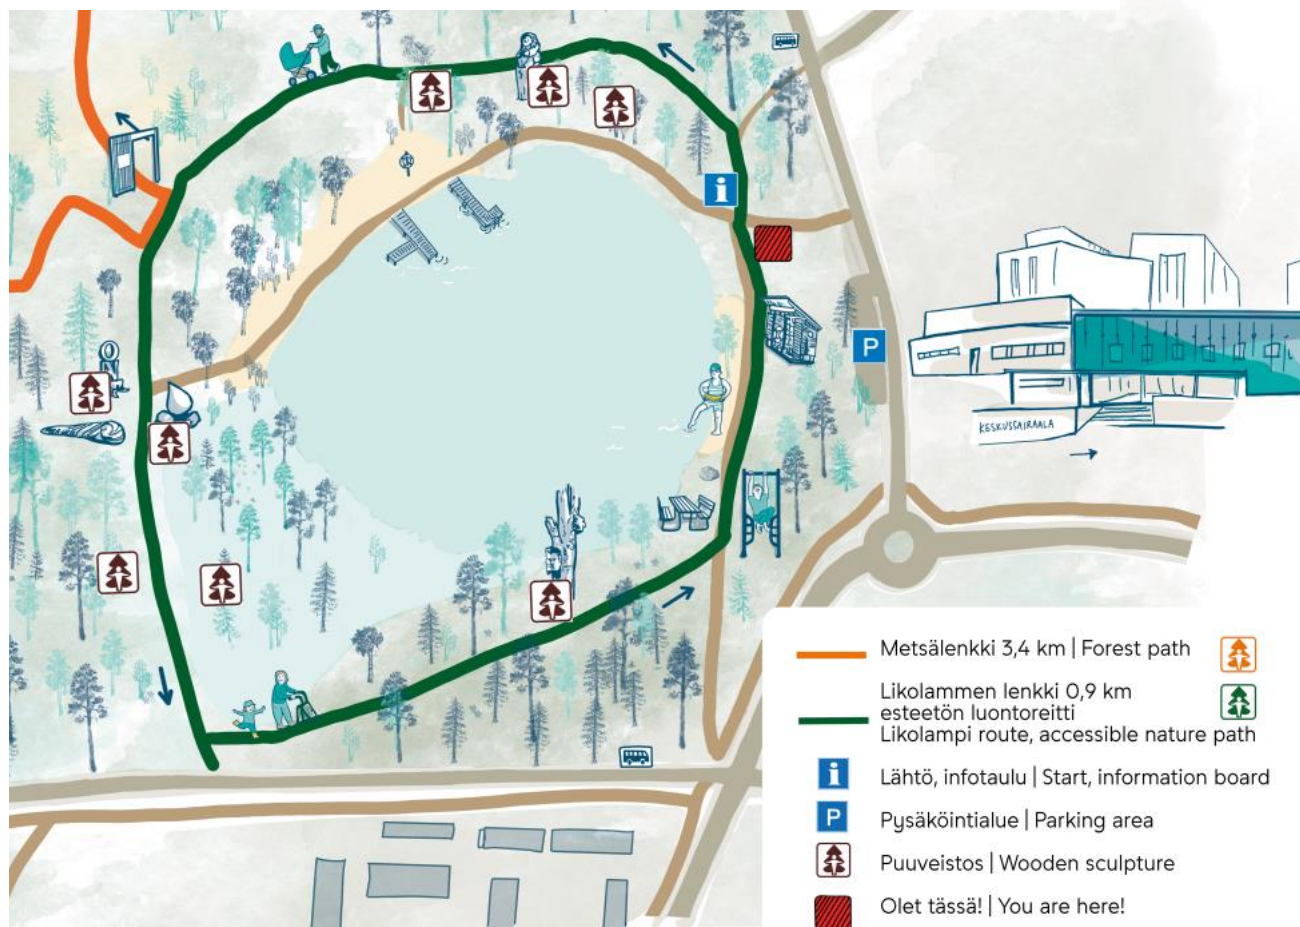 KESKUSSAIRAALA
P
Metsälenkki 3,4 km | Forest path
Likolammen lenkki 0,9 km
esteetön luontoreitti
Likolampi route, accessible nature path
i Lähtö, infotaulu | Start, information board
P Pysäköintialue | Parking area
Puuveistos | Wooden sculpture
Olet tässä! | You are here!